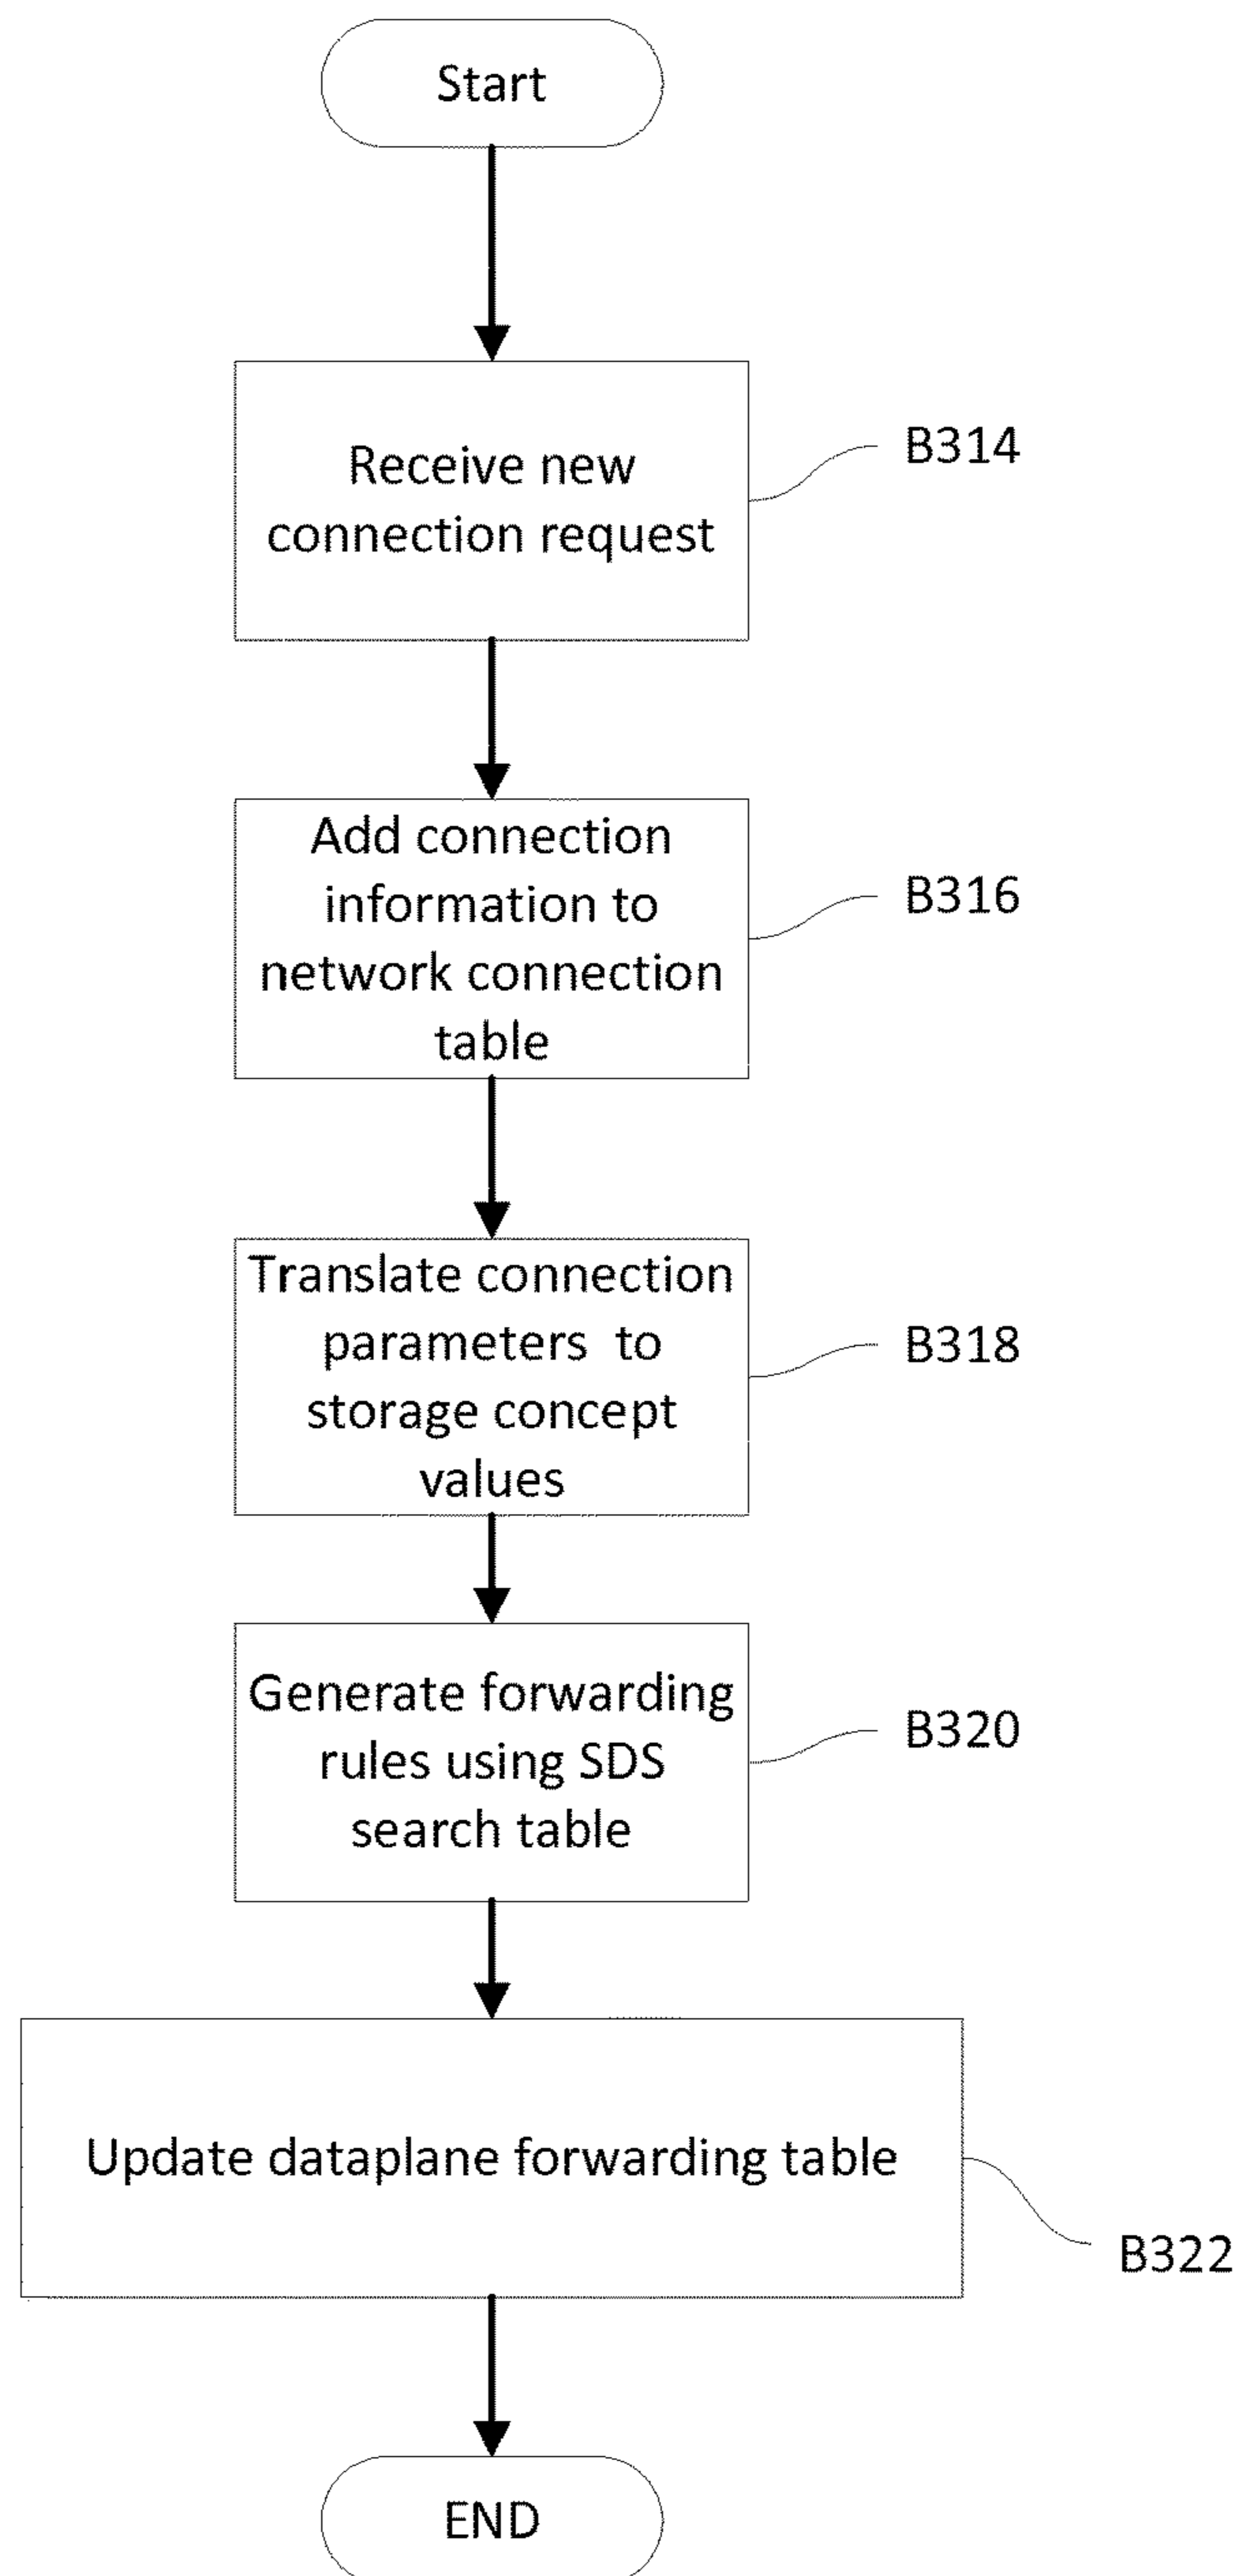 Start
Receive new
connection request
B314
Add connection
information to
network connection
table
B316
Translate connection
parameters  to
storage concept
values
B318
Generate forwarding
rules using SDS
search table
B320
Update dataplane forwarding table
B322
END